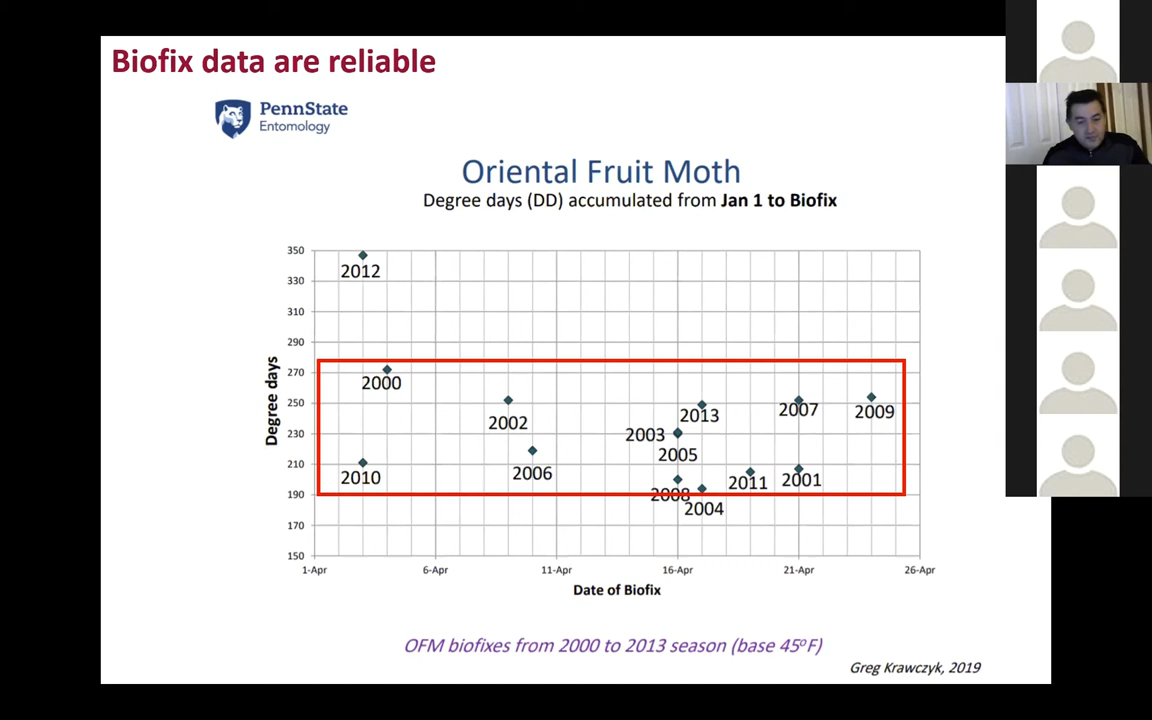 Biofix data are reliable
PennState
Entomology
Oriental Fruit Moth
Degree days (DD) accumulated from Jan 1 to Biofix
350
330
310
290
270
250
230
210
190
170
150
Degree days
2012
2000
2002
2013
2007
2009
2003
2005
2006
2010
2011
2001
2008
2004
1-Apr 6-Apr 11-Apr 16-Apr 21-Apr 26-Apr
Date of Biofix
OFM biofixes from 2000 to 2013 season (base 45⁰F)
Greg Krawczyk, 2019